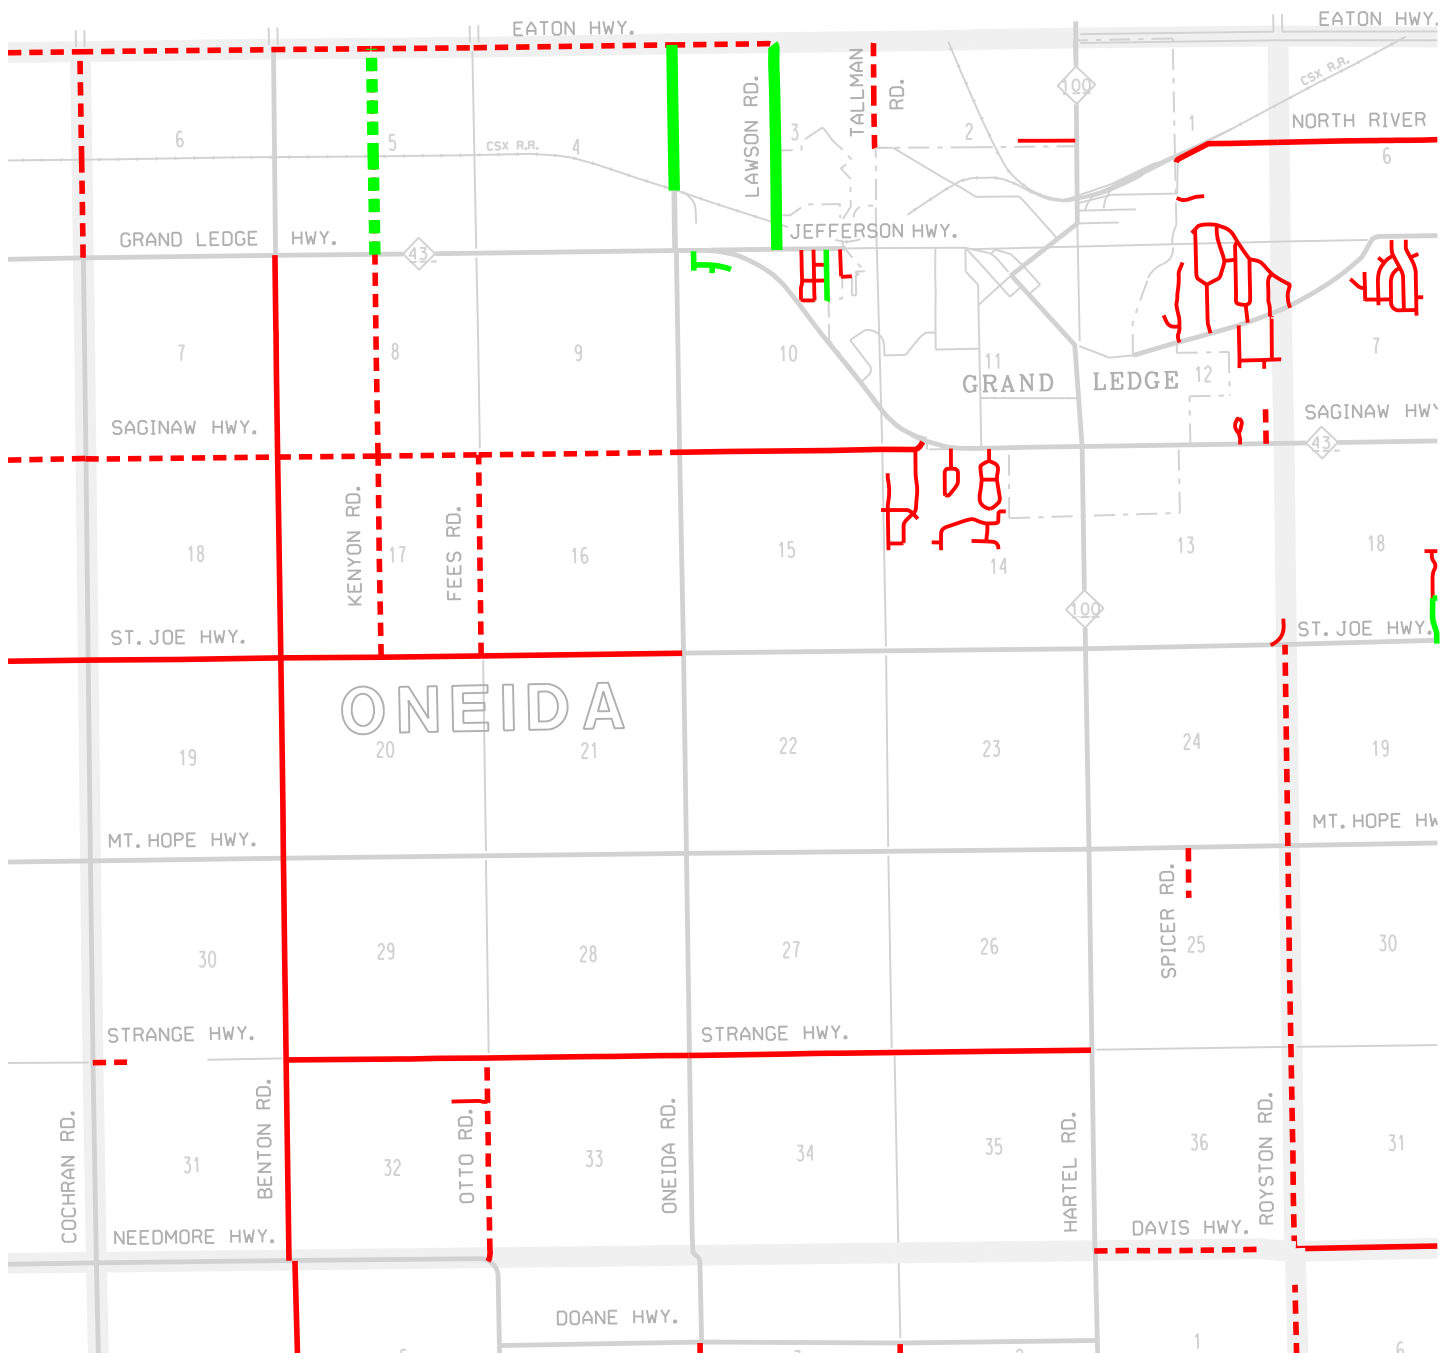 EATON HWY.
EATON HWY.
TALLMAN
RD.
LAWSON RD.
100
CSX R.R.
NORTH RIVER
6
5
CSX R.R.
4
3
2
1
6
GRAND LEDGE HWY.
43
JEFFERSON HWY.
7
8
9
10
11
12
7
GRAND LEDGE
SAGINAW HWY.
SAGINAW HWY
43
KENYON RD.
FEES RD.
18
17
16
15
14
13
18
100
ST. JOE HWY.
ST. JOE HWY.
ONEIDA
19
20
21
22
23
24
19
MT. HOPE HWY.
MT. HOPE HW
SPICER RD.
30
29
28
27
26
25
30
STRANGE HWY.
STRANGE HWY.
COCHRAN RD.
BENTON RD.
OTTO RD.
ONEIDA RD.
HARTEL RD.
ROYSTON RD.
31
32
33
34
35
36
31
NEEDMORE HWY.
DAVIS HWY.
DOANE HWY.
1
6